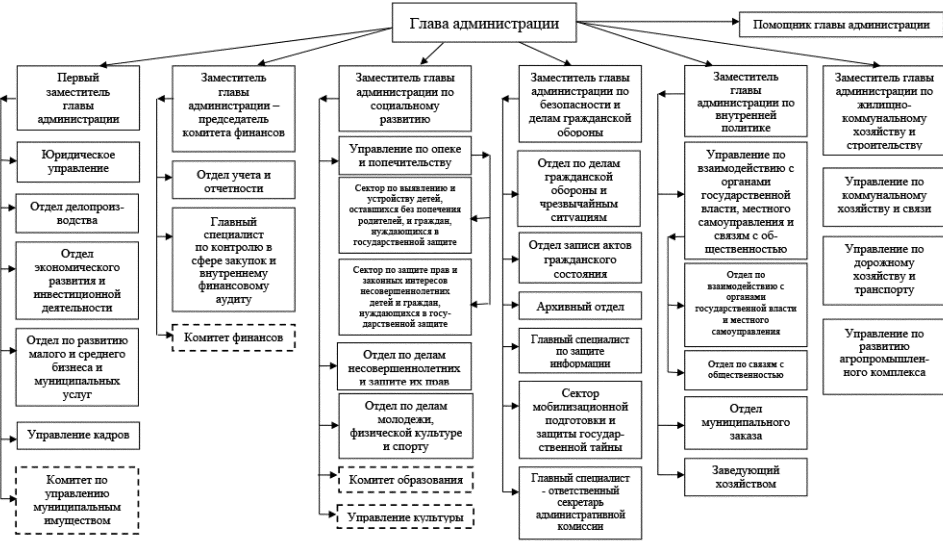 Глава администрации
Помощник главы администрации
Первый
заместитель
главы
администрации
Юридическое
управление
Отдел делопроиз-
водства
Отдел
экономического
развития и
инвестиционной
деятельности
Отдел по развитию
малого и среднего
бизнеса и
муниципальных
услуг
Управление кадров
Комитет по
управлению
муниципальным
имуществом
Заместитель
главы
администрации –
председатель
комитета финансов
Отдел учета и
отчетности
Главный
специалист
по контролю в
сфере закупок и
внутреннему
финансовому
аудиту
Комитет финансов
Заместитель главы
администрации по
социальному
развитию
Управление по опеке
и попечительству
Сектор по выявлению и
устройству детей,
оставшихся без попечения
родителей, и граждан,
нуждающихся в
государственной защите
Сектор по защите прав и
законных интересов
несовершеннолетних
детей и граждан,
нуждающихся в госу-
дарственной защите
Отдел по делам
несовершеннолетних
и защите их прав
Отдел по делам
молодежи,
физической культуре
и спорту
Комитет образования
Управление культуры
Заместитель главы
администрации по
безопасности и
делам гражданской
обороны
Отдел по делам
гражданской
обороны и
чрезвычайным
ситуациям
Отдел записи актов
гражданского
состояния
Архивный отдел
Главный специалист
по защите
информации
Сектор
мобилизационной
подготовки и
защиты государ-
ственной тайны
Главный специалист
- ответственный
секретарь
административной
комиссии
Заместитель
главы
администрации по
внутренней
политике
Управление по
взаимодействию с
органами
государственной
власти, местного
самоуправления и
связям с об-
щественностью
Отдел по
взаимодействию с
органами
государственной власти
и местного
самоуправления
Отдел по связям с
общественностью
Отдел
муниципального
заказа
Заведующий
хозяйством
Заместитель главы
администрации по
жилищно-
коммунальному
хозяйству и
строительству
Управление по
коммунальному
хозяйству и связи
Управление по
дорожному
хозяйству и
транспорту
Управление по
развитию
агропромышлен-
ного комплекса